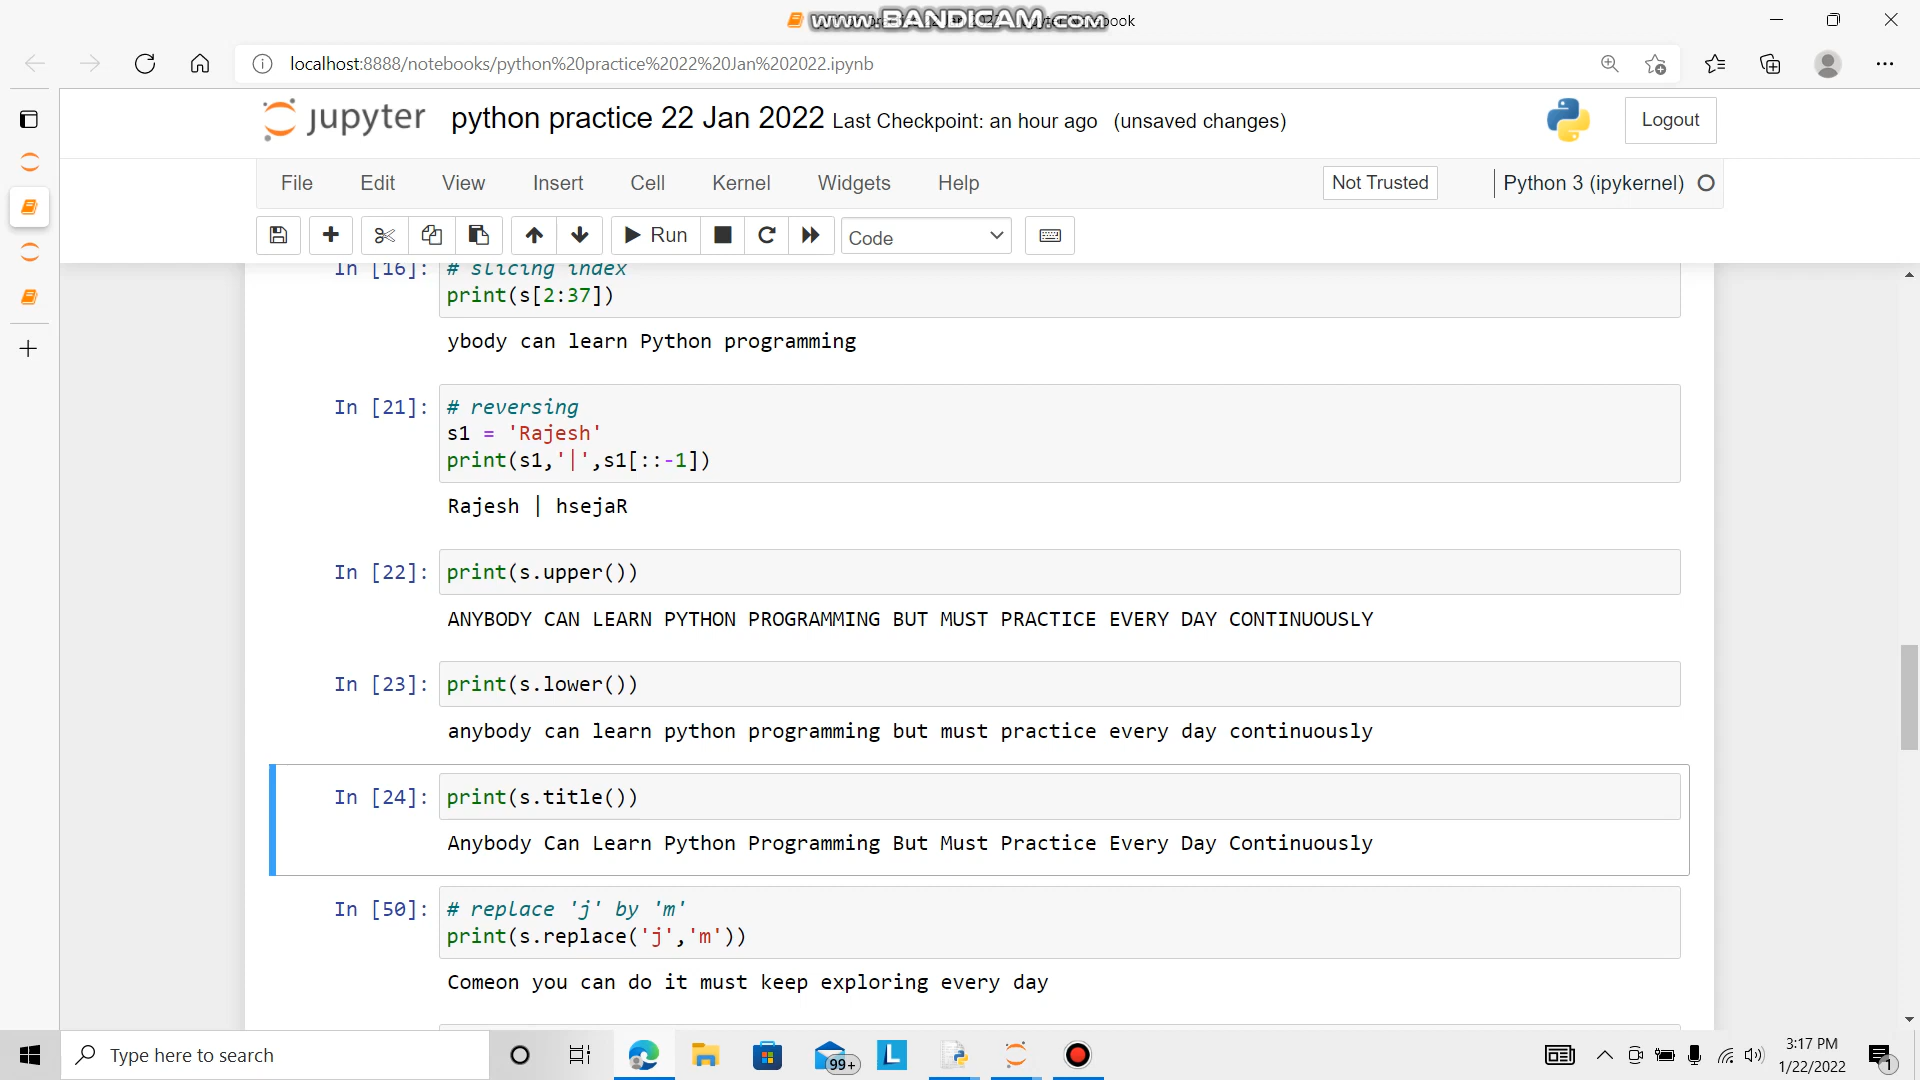 www.BANDICAM.com
localhost:8888/notebooks/python%20practice%2022%20Jan%202022.ipynb
jupyter python practice 22 Jan 2022 Last Checkpoint: an hour ago (unsaved changes)
Logout
File Edit View Insert Cell Kernel Widgets Help
Not Trusted
Python 3 (ipykernel)
Run
Code
In [16]: # slicing index
print(s[2:37])
ybody can learn Python programming
In [21]: # reversing
s1 = 'Rajesh'
print(s1,'|',s1[::-1])
Rajesh | hsejaR
In [22]: print(s.upper())
ANYBODY CAN LEARN PYTHON PROGRAMMING BUT MUST PRACTICE EVERY DAY CONTINUOUSLY
In [23]: print(s.lower())
anybody can learn python programming but must practice every day continuously
In [24]: print(s.title())
Anybody Can Learn Python Programming But Must Practice Every Day Continuously
In [50]: # replace 'j' by 'm'
print(s.replace('j','m'))
Comeon you can do it must keep exploring every day
Type here to search
99+
L
3:17 PM
1/22/2022
1